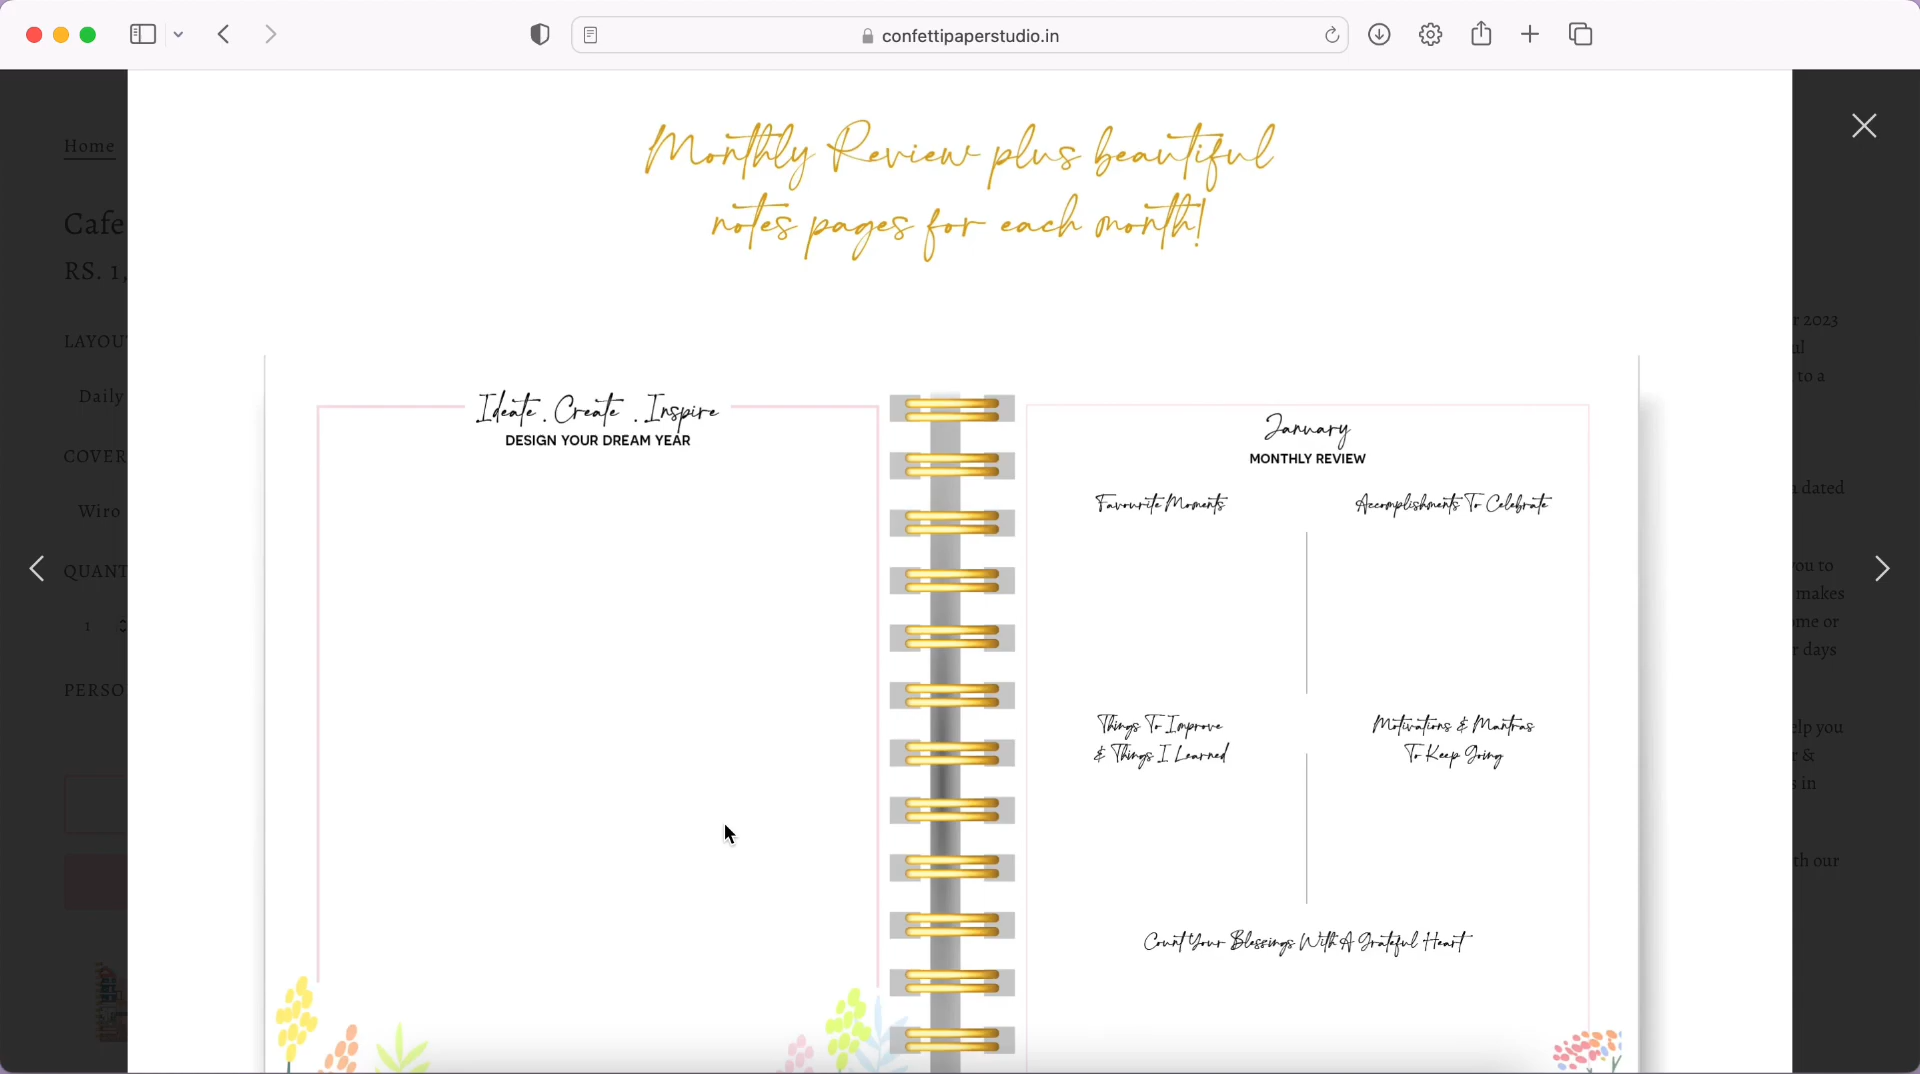 confettipaperstudio.in
Monthly Review plus beautiful
notes pages for each month!
Home
Cafe
RS. 1,
LAYOU
Daily
COVER
Wiro
QUANT
1
PERSO
Ideate . Create . Inspire
DESIGN YOUR DREAM YEAR
January
MONTHLY REVIEW
Favourite Moments
Accomplishments To Celebrate
Things To Improve
& Things I Learned
Motivations & Mantras
To Keep Going
Count Your Blessings With A Grateful Heart
r 2023
ul
to a
dated
ou to
makes
ome or
r days
elp you
r &
s in
th our